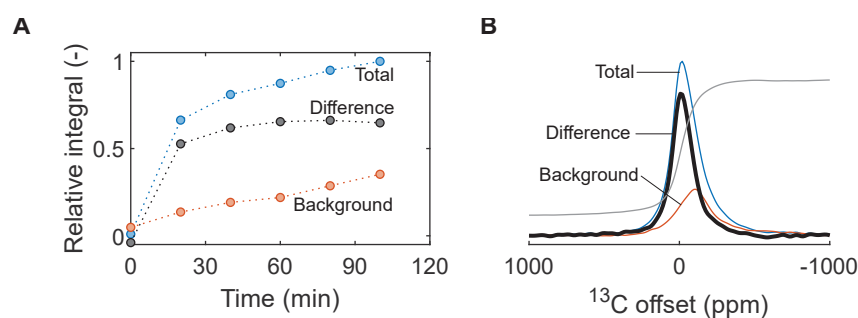 A
Relative integral (-)
1
0.5
0
Total
Difference
Background
0 30 60 90 120
Time (min)
B
Total
Difference
Background
1000 0 -1000
¹³C offset (ppm)